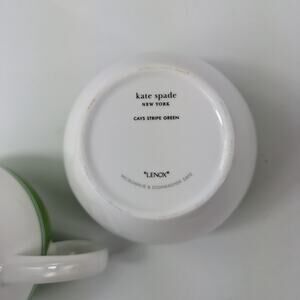 kate spade
NEW YORK
CAYS STRIPE GREEN
"LENOX"
MICROWAVE & DISHWASHER SAFE